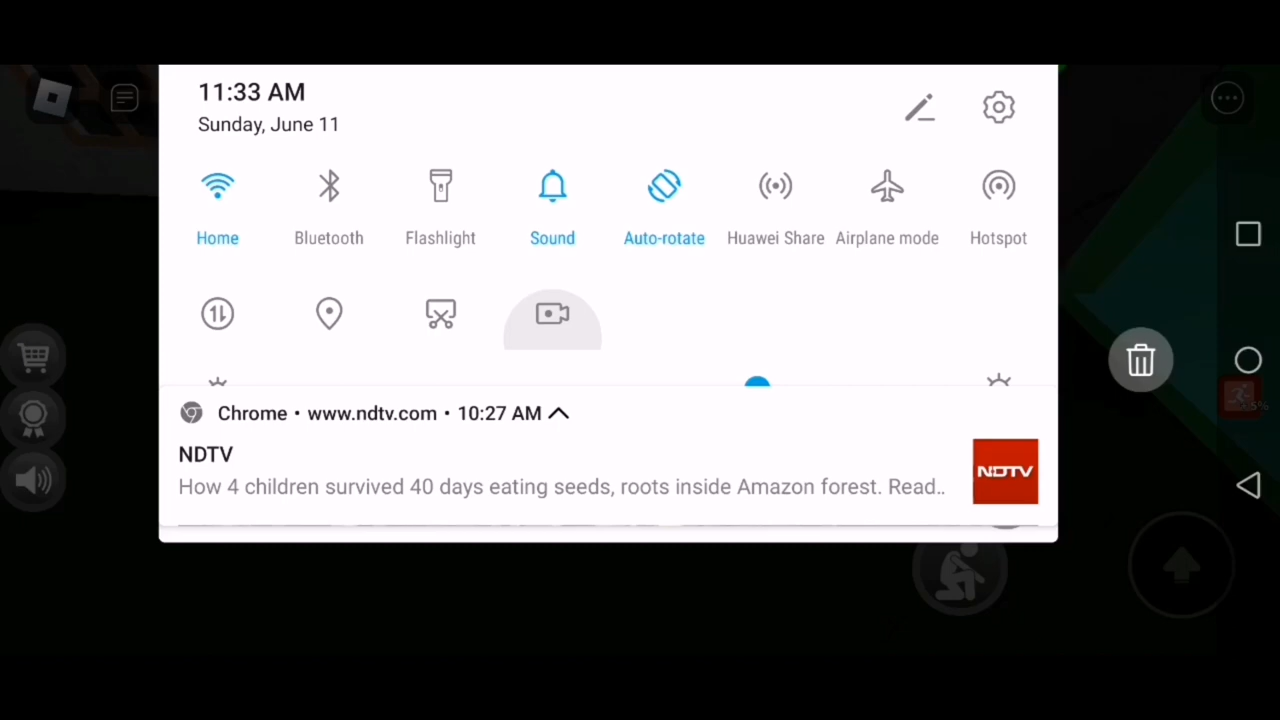 11:33 AM
Sunday, June 11
Home
Bluetooth
Flashlight
Sound
Auto-rotate
Huawei Share
Airplane mode
Hotspot
Chrome • www.ndtv.com • 10:27 AM
NDTV
How 4 children survived 40 days eating seeds, roots inside Amazon forest. Read..
NDTV